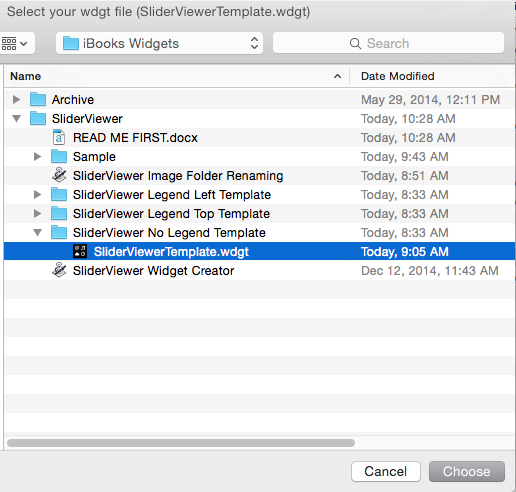 Select your wdgt file (SliderViewerTemplate.wdgt)
iBooks Widgets Search
Name Date Modified
Archive May 29, 2014, 12:11 PM
SliderViewer Today, 10:28 AM
READ ME FIRST.docx Today, 10:28 AM
Sample Today, 9:43 AM
SliderViewer Image Folder Renaming Today, 8:51 AM
SliderViewer Legend Left Template Today, 8:33 AM
SliderViewer Legend Top Template Today, 8:33 AM
SliderViewer No Legend Template Today, 8:33 AM
SliderViewerTemplate.wdgt Today, 9:05 AM
SliderViewer Widget Creator Dec 12, 2014, 11:43 AM
Cancel Choose